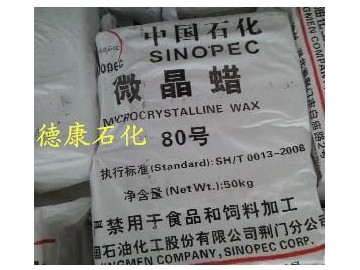 中国石化
SINOPEC
微晶蜡
MICROCRYSTALLINE WAX
德康石化
80号
执行标准(Standard):SH/T 0013-2008
净含量(Net Wt.):50kg
严禁用于食品和饲料加工
国石油化工股份有限公司荆门分公
INGMEN COMPANY, SINOPEC CORP.